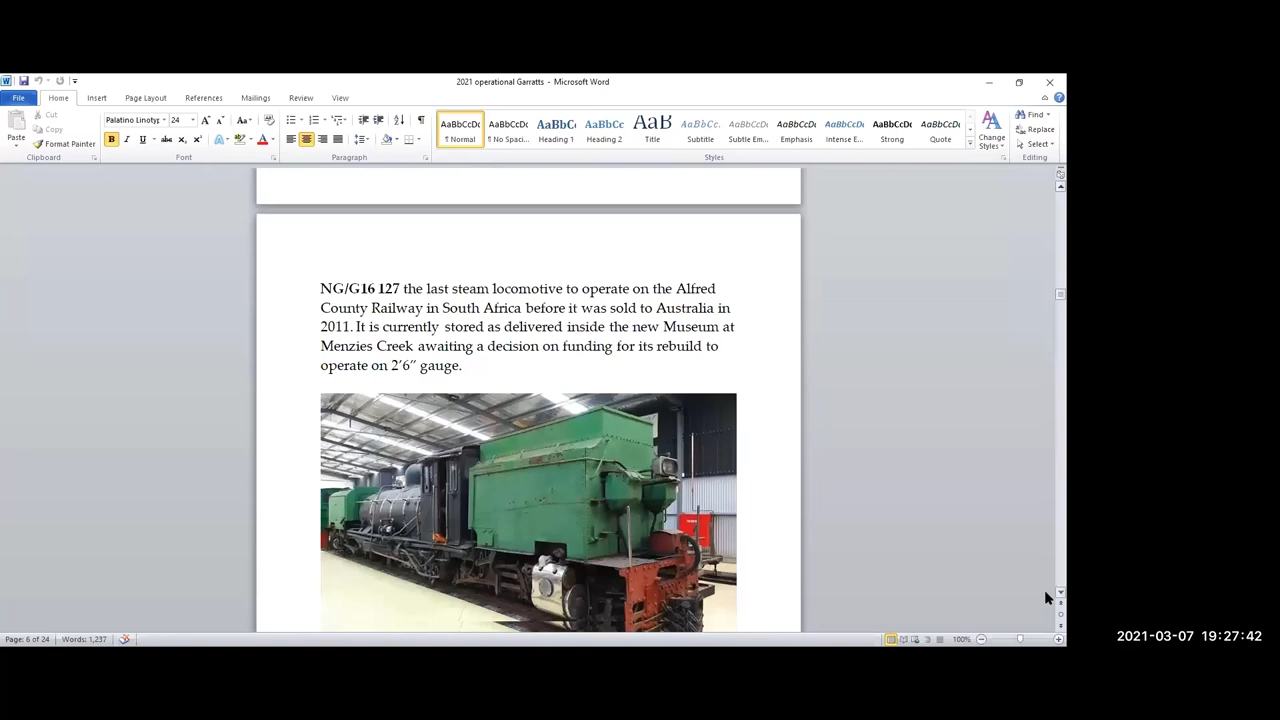 2021 operational Garratts - Microsoft Word
File Home Insert Page Layout References Mailings Review View
Cut
Copy
Format Painter
Paste
Palatino Linotyp 24
AaBbCcDc AaBbCcDc AaBbCc AaBbCc AaB AaBbCcD AaBbCcDc AaBbCcDc AaBbCcDc AaBbCcDc AaBbCcDc
¶ Normal ¶ No Spaci... Heading 1 Heading 2 Title Subtitle Subtle Em... Emphasis Intense E... Strong Quote
Change
Styles
Find
Replace
Select
Clipboard Font Paragraph Styles Editing
NG/G16 127 the last steam locomotive to operate on the Alfred
County Railway in South Africa before it was sold to Australia in
2011. It is currently stored as delivered inside the new Museum at
Menzies Creek awaiting a decision on funding for its rebuild to
operate on 2’6” gauge.
Page: 6 of 24 Words: 1,237 100%
2021-03-07 19:27:42